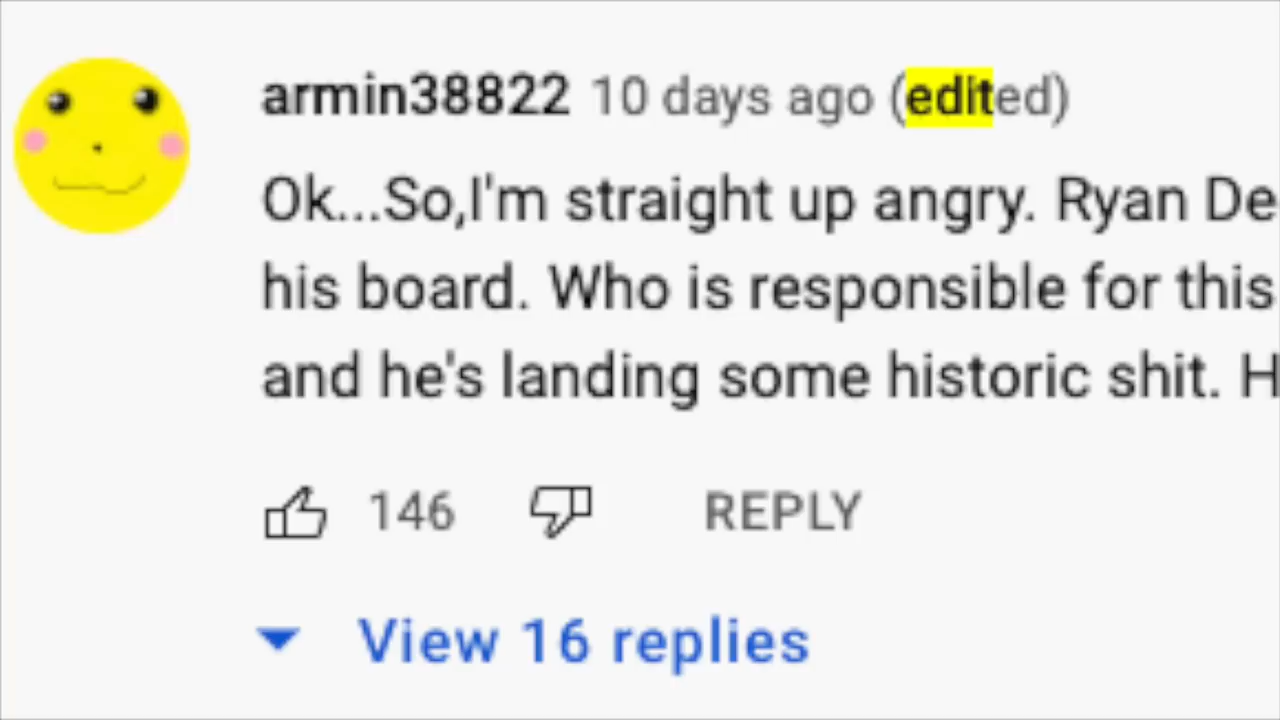 armin38822 10 days ago (edited)
Ok...So,I'm straight up angry. Ryan De
his board. Who is responsible for this
and he's landing some historic shit. H
146 REPLY
View 16 replies